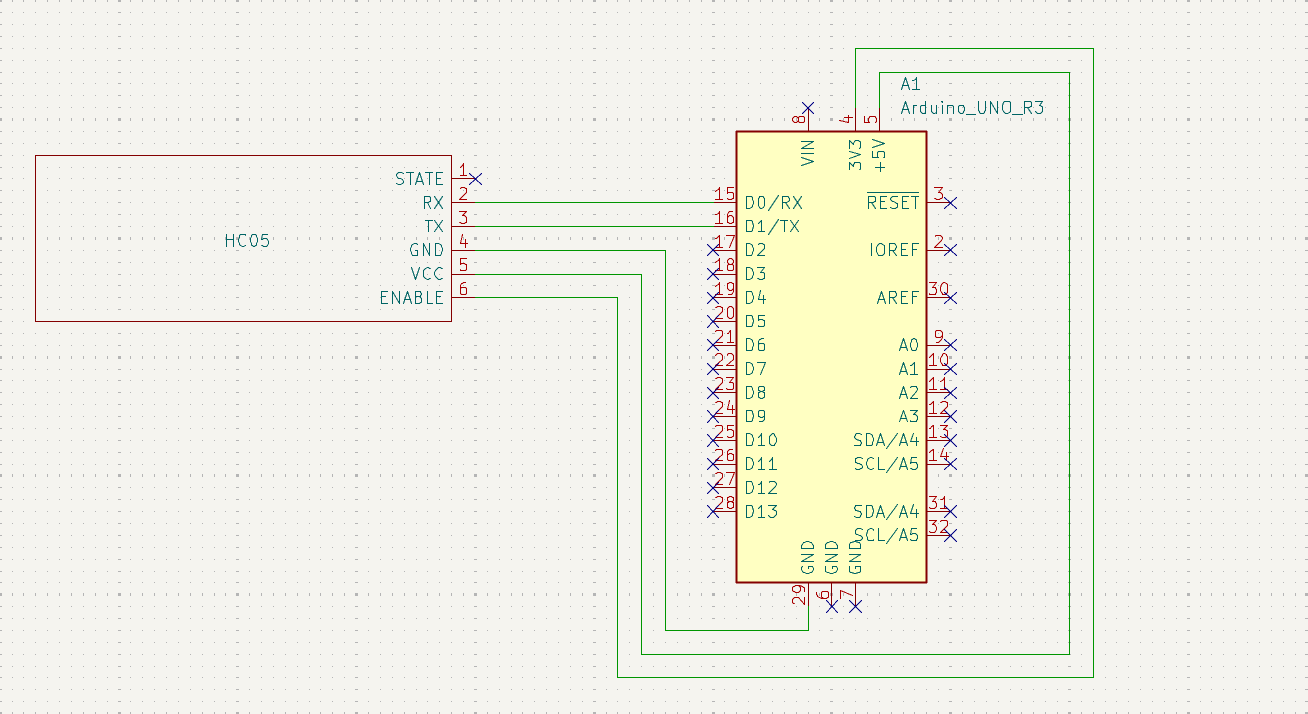 A1
Arduino_UNO_R3
8
4
5
VIN
3V3
+5V
HC05
STATE 1
RX 2
TX 3
GND 4
VCC 5
ENABLE 6
15 D0/RX
16 D1/TX
17 D2
18 D3
19 D4
20 D5
21 D6
22 D7
23 D8
24 D9
25 D10
26 D11
27 D12
28 D13
RESET 3
IOREF 2
AREF 30
A0 9
A1 10
A2 11
A3 12
SDA/A4 13
SCL/A5 14
SDA/A4 31
SCL/A5 32
GND
GND
GND
29
6
7